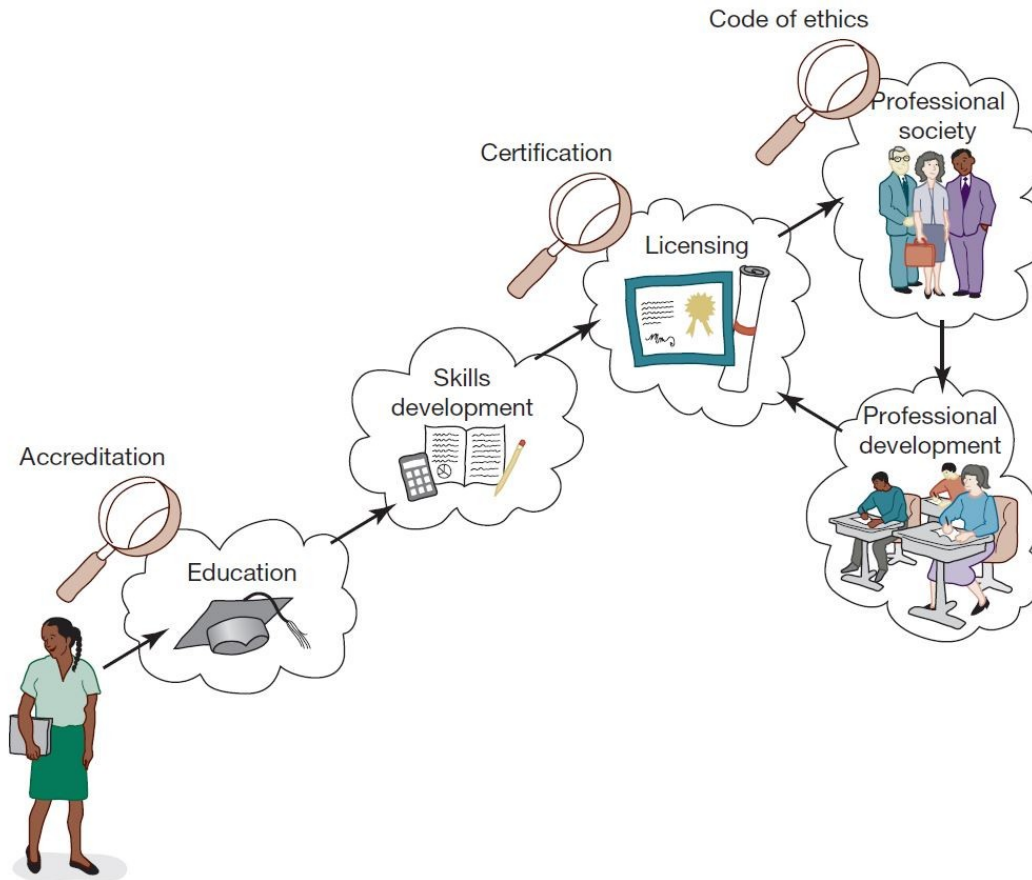 Code of ethics
Professional
society
Certification
Licensing
Skills
development
Professional
development
Accreditation
Education